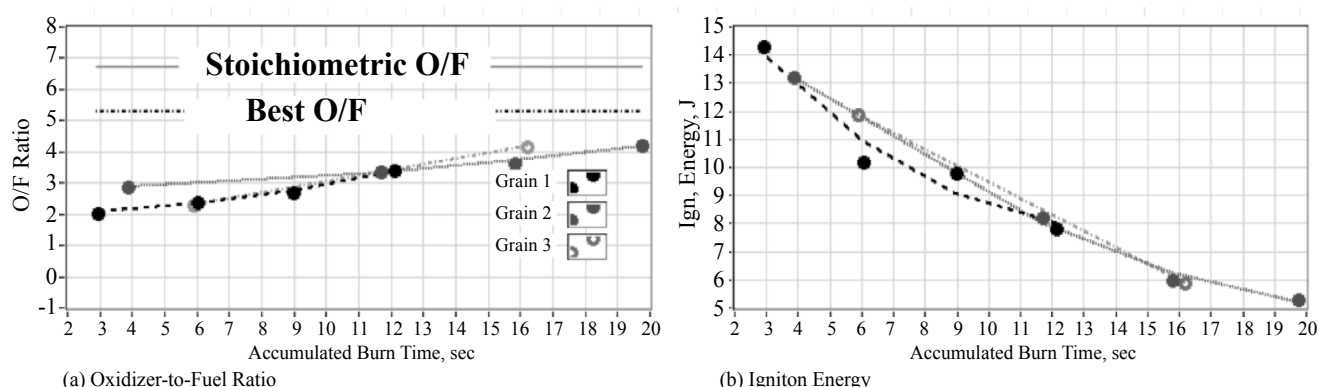 8
7
6
5
4
3
2
1
0
-1
O/F Ratio
Stoichiometric O/F
Best O/F
Grain 1
Grain 2
Grain 3
2 3 4 5 6 7 8 9 10 11 12 13 14 15 16 17 18 19 20
Accumulated Burn Time, sec
(a) Oxidizer-to-Fuel Ratio
15
14
13
12
11
10
9
8
7
6
5
Ign. Energy, J
2 3 4 5 6 7 8 9 10 11 12 13 14 15 16 17 18 19 20
Accumulated Burn Time, sec
(b) Igniton Energy